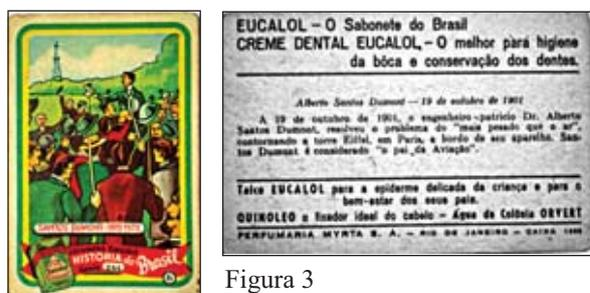 HISTORIA do Brasil
EUCALOL – O Sabonete do Brasil
CREME DENTAL EUCALOL, – O melhor para higiene
da bôca e conservação dos dentes.
Alberto Santos Dumont — 19 de outubro de 1901
A 19 de outubro de 1901, o engenheiro-patricio Dr. Alberto
Santos Dumont, resolveu o problema do "mais pesado que o ar",
contornando a torre Eiffel, em Paris, a bordo de seu aparelho. San-
tos Dumont é considerado "o pai da Aviação".
Talco EUCALOL para a epiderme delicada da criança e para o
bem-estar dos seus pais.
QUINOLEO o fixador ideal do cabelo – Agua de Colônia ORVERT
PERFUMARIA MYRTA S. A. – RIO DE JANEIRO – CAIXA
Figura 3